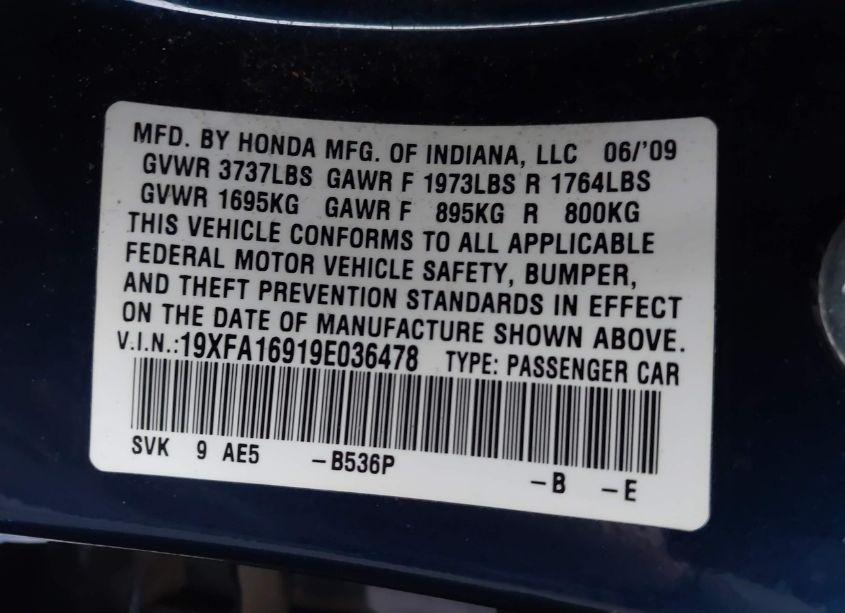 MFD. BY HONDA MFG. OF INDIANA, LLC 06/'09
GVWR 3737LBS GAWR F 1973LBS R 1764LBS
GVWR 1695KG GAWR F 895KG R 800KG
THIS VEHICLE CONFORMS TO ALL APPLICABLE
FEDERAL MOTOR VEHICLE SAFETY, BUMPER,
AND THEFT PREVENTION STANDARDS IN EFFECT
ON THE DATE OF MANUFACTURE SHOWN ABOVE.
V.I.N.:19XFA16919E036478 TYPE: PASSENGER CAR
SVK 9 AE5 –B536P –B –E